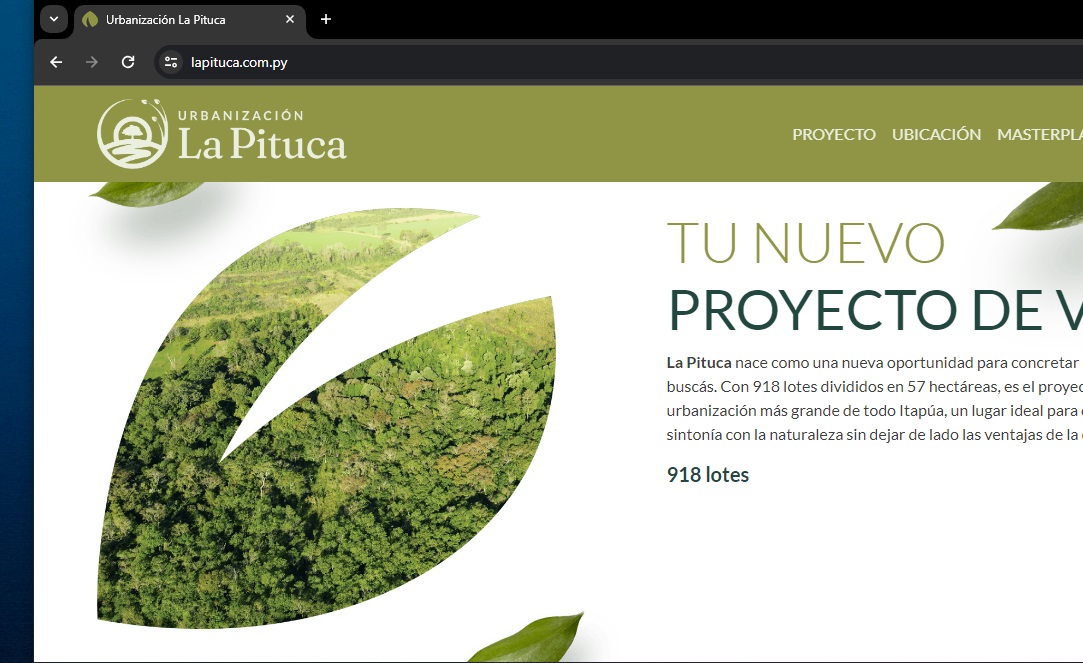 Urbanización La Pituca
lapituca.com.py
URBANIZACIÓN
La Pituca
PROYECTO UBICACIÓN MASTERPLA
TU NUEVO
PROYECTO DE V
La Pituca nace como una nueva oportunidad para concretar
buscás. Con 918 lotes divididos en 57 hectáreas, es el proyec
urbanización más grande de todo Itapúa, un lugar ideal para
sintonía con la naturaleza sin dejar de lado las ventajas de la
918 lotes